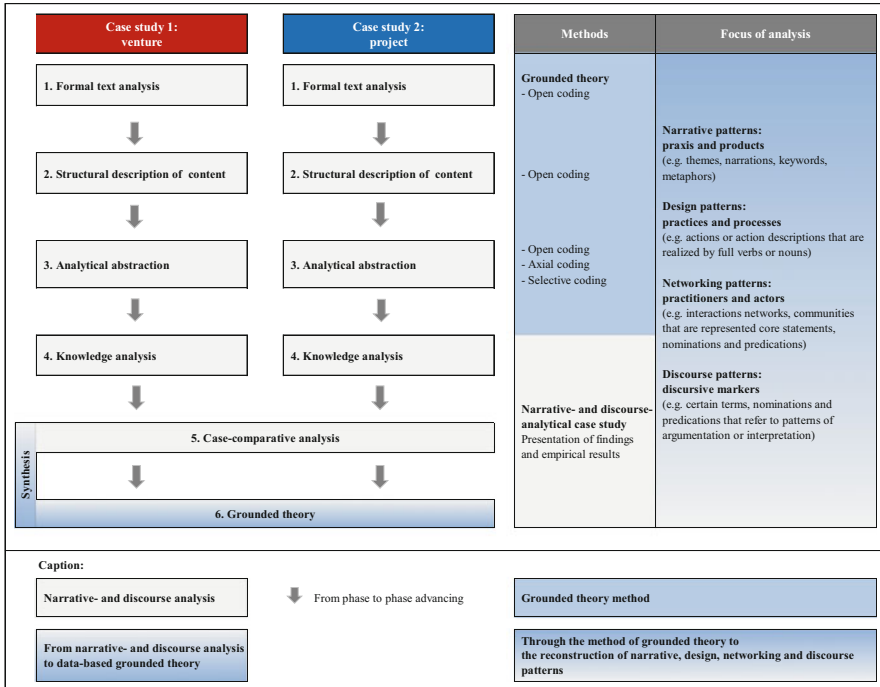 Case study 1:
venture
Case study 2:
project
Methods
Focus of analysis
1. Formal text analysis
1. Formal text analysis
2. Structural description of content
2. Structural description of content
3. Analytical abstraction
3. Analytical abstraction
4. Knowledge analysis
4. Knowledge analysis
Synthesis
5. Case-comparative analysis
6. Grounded theory
Grounded theory
- Open coding
- Open coding
- Open coding
- Axial coding
- Selective coding
Narrative- and discourse-
analytical case study
Presentation of findings
and empirical results
Narrative patterns:
praxis and products
(e.g. themes, narrations, keywords,
metaphors)
Design patterns:
practices and processes
(e.g. actions or action descriptions that are
realized by full verbs or nouns)
Networking patterns:
practitioners and actors
(e.g. interactions networks, communities
that are represented core statements,
nominations and predications)
Discourse patterns:
discursive markers
(e.g. certain terms, nominations and
predications that refer to patterns of
argumentation or interpretation)
Caption:
Narrative- and discourse analysis
From phase to phase advancing
Grounded theory method
From narrative- and discourse analysis
to data-based grounded theory
Through the method of grounded theory to
the reconstruction of narrative, design, networking and discourse
patterns